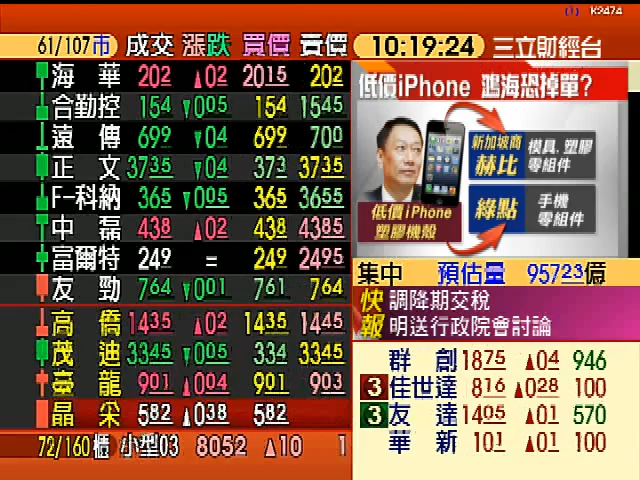 (1) K2474
61/107市 成交 漲跌 買價 賣價 10:19:24 三立財經台
海華 202 ▲02 2015 202
合勤控 154 ▼005 154 1545
遠傳 699 ▼04 699 700
正文 3735 ▼04 373 3735
F-科納 365 ▼005 365 3655
中磊 438 ▲02 438 4385
富爾特 249 = 249 2495
友勁 764 ▼001 761 764
高僑 1435 ▲02 1435 1445
茂迪 3345 ▼005 334 3345
臺龍 901 ▲04 901 903
晶采 582 ▲038 582
72/160櫃 小型03 8052 ▲10 1
低價iPhone 鴻海恐掉單?
新加坡商
赫比
模具.塑膠
零組件
綠點
手機
零組件
低價iPhone
塑膠機殼
集中 預估量 95723億
快報
調降期交稅
明送行政院會討論
群創 1875 ▲04 946
3 佳世達 816 ▲028 100
3 友達 1405 ▲01 570
華新 101 ▲01 100